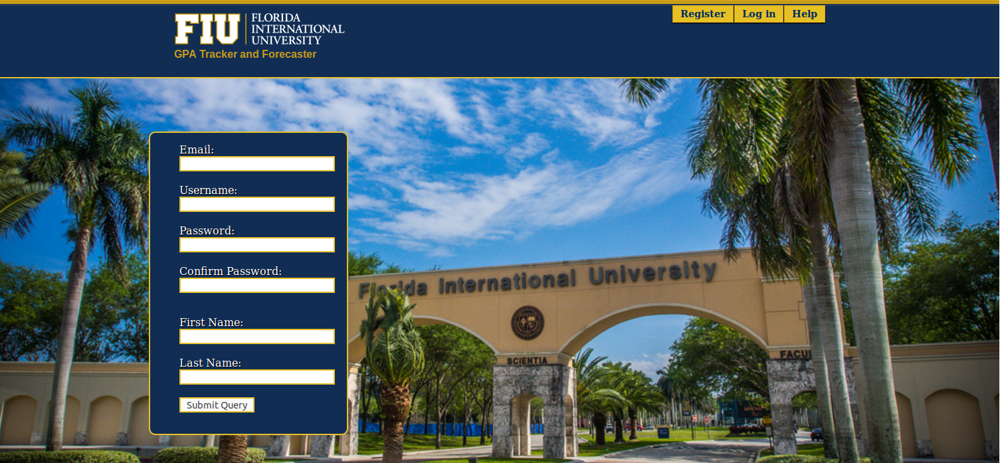 Register Log in Help
FIU FLORIDA
INTERNATIONAL
UNIVERSITY
GPA Tracker and Forecaster
Email:
Username:
Password:
Confirm Password:
First Name:
Last Name:
Submit Query
Florida International University
SCIENTIA